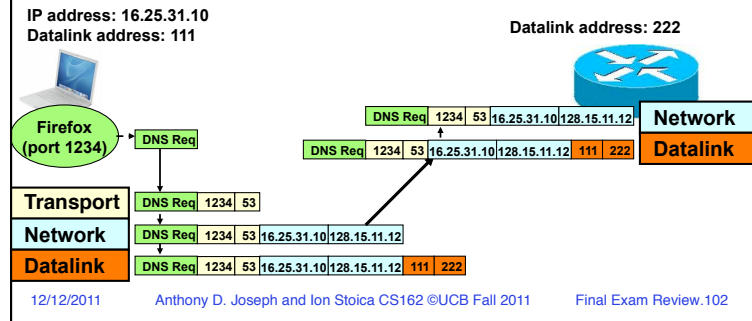 IP address: 16.25.31.10
Datalink address: 111
Datalink address: 222
Firefox
(port 1234)
DNS Req
DNS Req 1234 53 16.25.31.10 128.15.11.12
Network
DNS Req 1234 53 16.25.31.10 128.15.11.12 111 222
Datalink
Transport
DNS Req 1234 53
Network
DNS Req 1234 53 16.25.31.10 128.15.11.12
Datalink
DNS Req 1234 53 16.25.31.10 128.15.11.12 111 222
12/12/2011 Anthony D. Joseph and Ion Stoica CS162 ©UCB Fall 2011 Final Exam Review.102